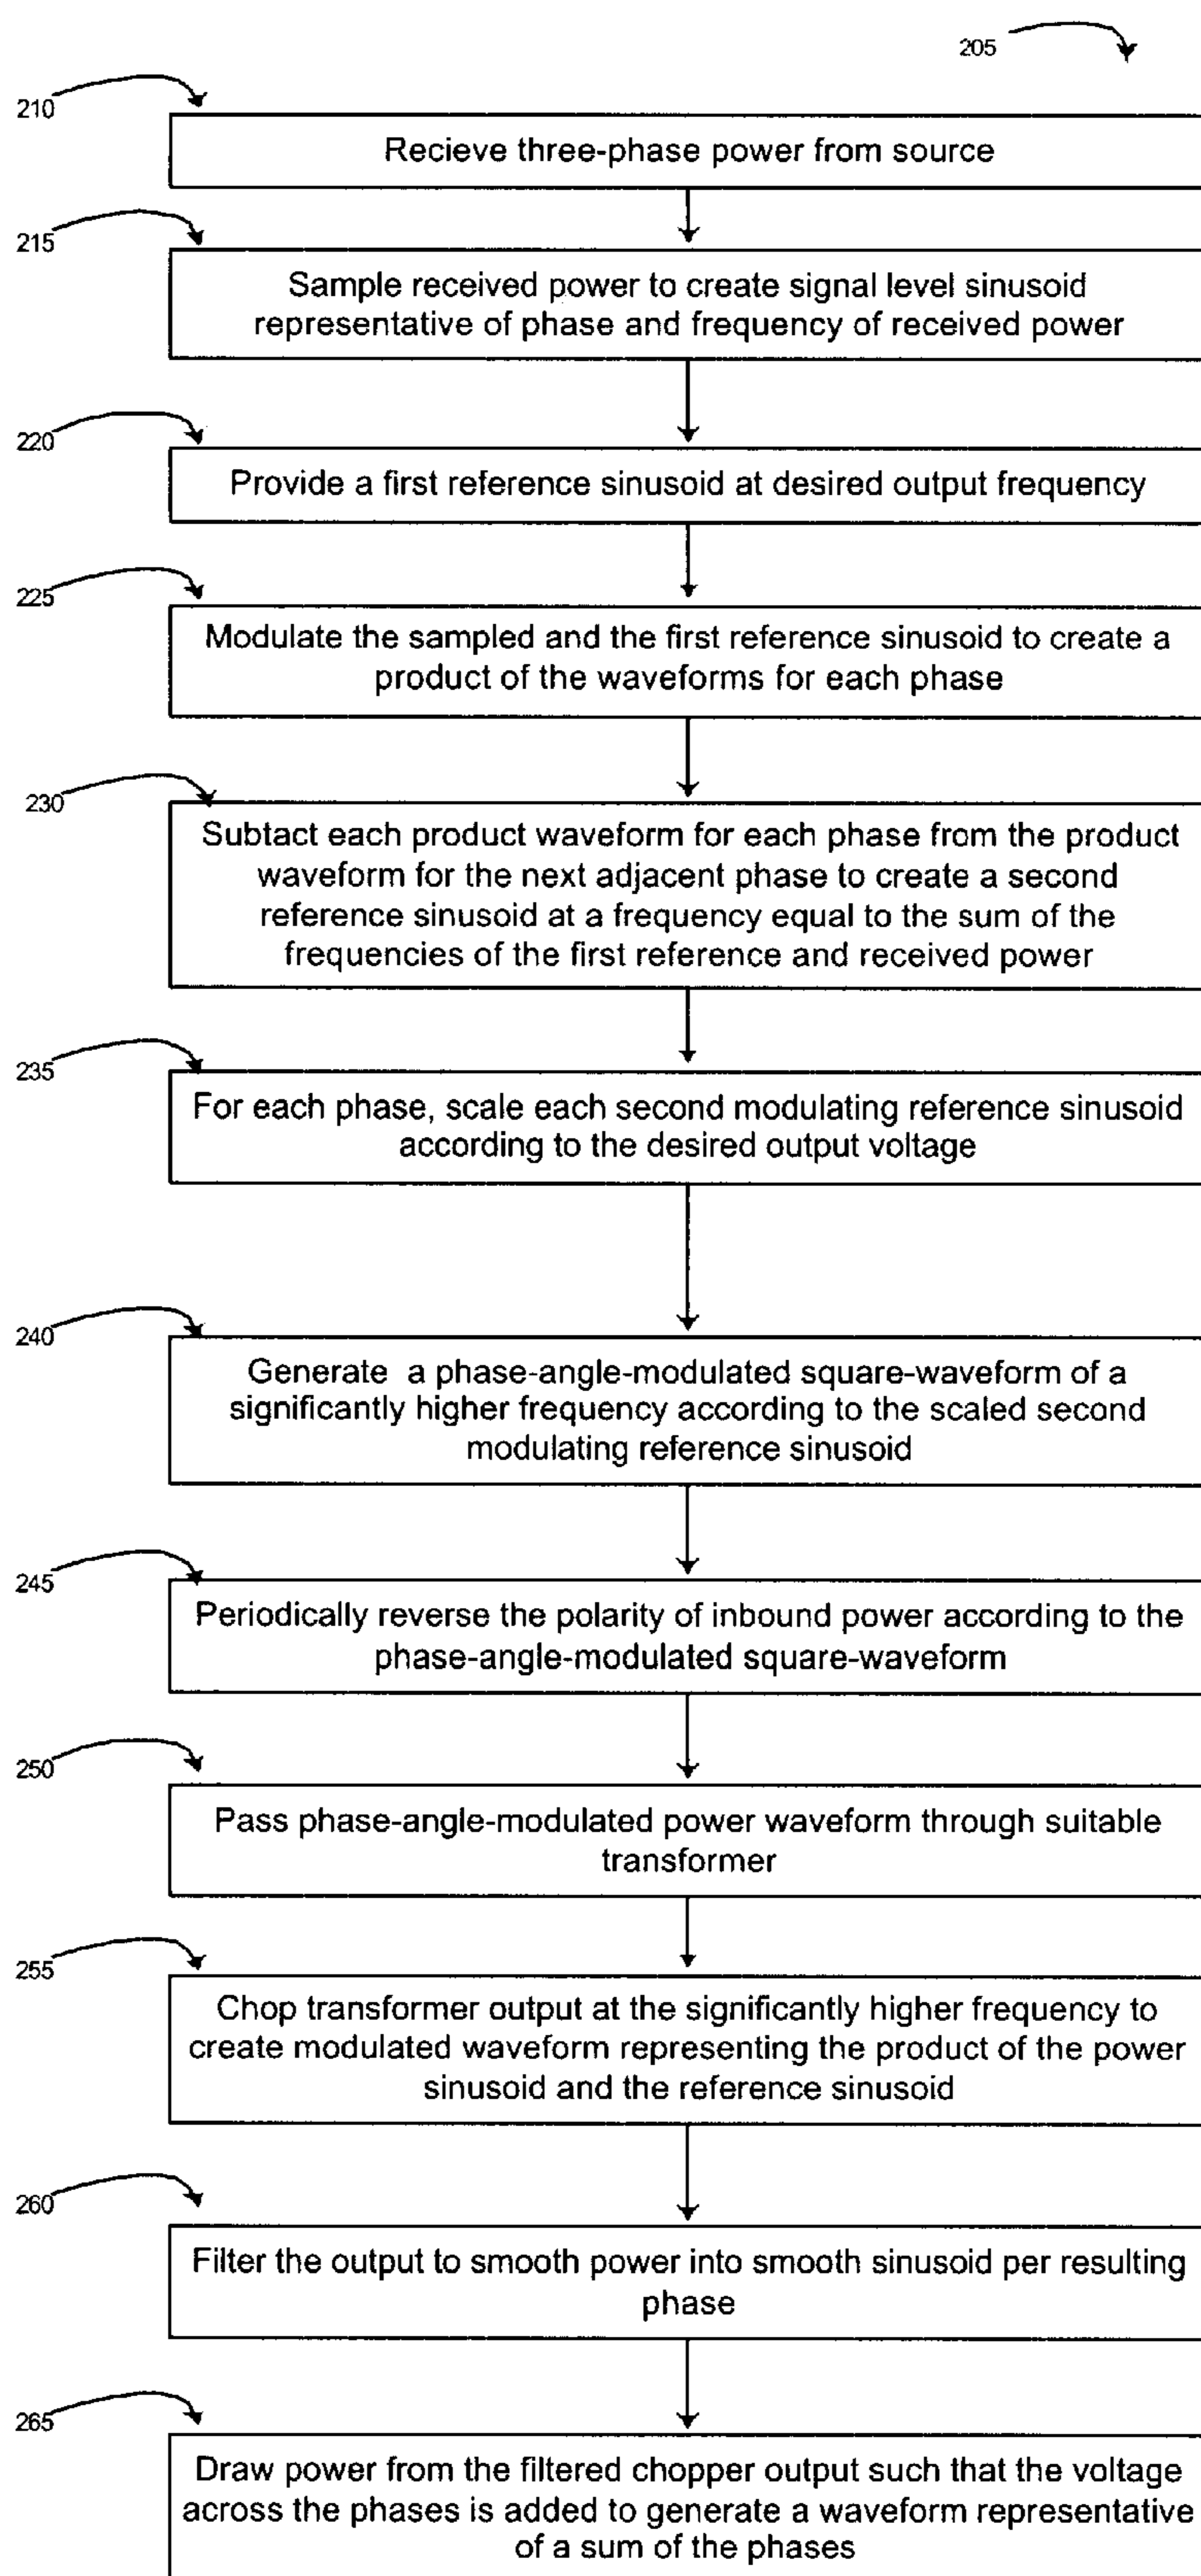 205
210
Recieve three-phase power from source
215
Sample received power to create signal level sinusoid
representative of phase and frequency of received power
220
Provide a first reference sinusoid at desired output frequency
225
Modulate the sampled and the first reference sinusoid to create a
product of the waveforms for each phase
230
Subtact each product waveform for each phase from the product
waveform for the next adjacent phase to create a second
reference sinusoid at a frequency equal to the sum of the
frequencies of the first reference and received power
235
For each phase, scale each second modulating reference sinusoid
according to the desired output voltage
240
Generate a phase-angle-modulated square-waveform of a
significantly higher frequency according to the scaled second
modulating reference sinusoid
245
Periodically reverse the polarity of inbound power according to the
phase-angle-modulated square-waveform
250
Pass phase-angle-modulated power waveform through suitable
transformer
255
Chop transformer output at the significantly higher frequency to
create modulated waveform representing the product of the power
sinusoid and the reference sinusoid
260
Filter the output to smooth power into smooth sinusoid per resulting
phase
265
Draw power from the filtered chopper output such that the voltage
across the phases is added to generate a waveform representative
of a sum of the phases